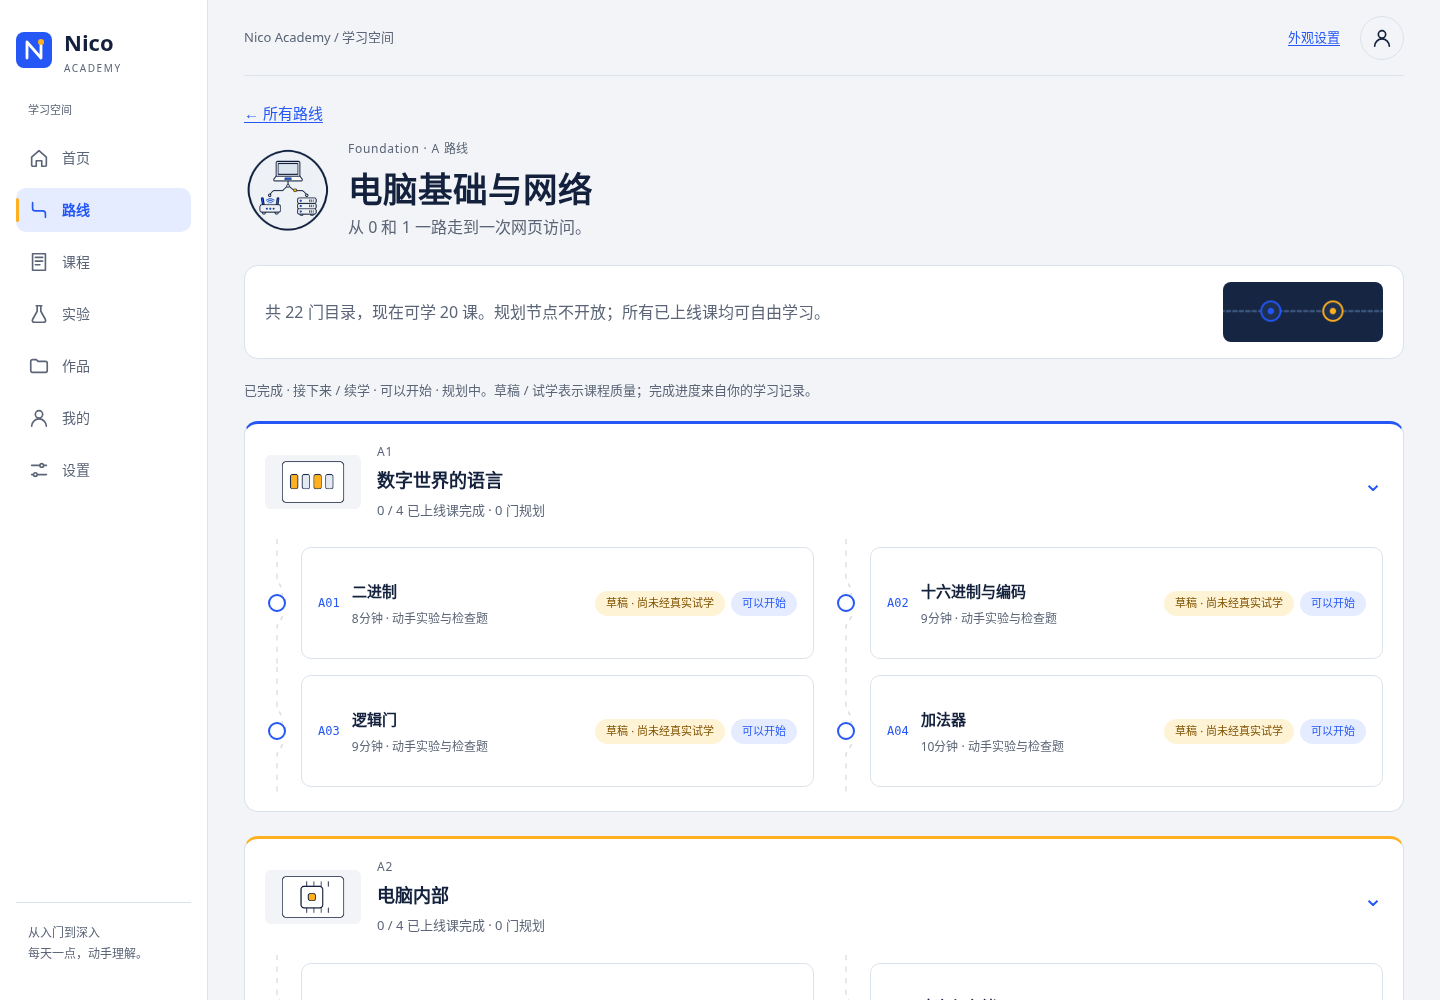 Nico
ACADEMY
学习空间
首页
路线
课程
实验
作品
我的
设置
从入门到深入
每天一点，动手理解。
Nico Academy / 学习空间
外观设置
← 所有路线
Foundation · A 路线
电脑基础与网络
从 0 和 1 一路走到一次网页访问。
共 22 门目录，现在可学 20 课。规划节点不开放；所有已上线课均可自由学习。
已完成 · 接下来 / 续学 · 可以开始 · 规划中。草稿 / 试学表示课程质量；完成进度来自你的学习记录。
A1
数字世界的语言
0 / 4 已上线课完成 · 0 门规划
A01
二进制
8分钟 · 动手实验与检查题
草稿 · 尚未经真实试学
可以开始
A02
十六进制与编码
9分钟 · 动手实验与检查题
草稿 · 尚未经真实试学
可以开始
A03
逻辑门
9分钟 · 动手实验与检查题
草稿 · 尚未经真实试学
可以开始
A04
加法器
10分钟 · 动手实验与检查题
草稿 · 尚未经真实试学
可以开始
A2
电脑内部
0 / 4 已上线课完成 · 0 门规划